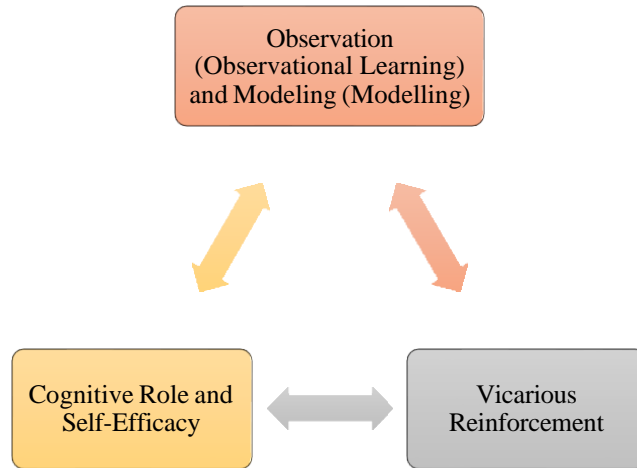 Observation
(Observational Learning)
and Modeling (Modelling)
Cognitive Role and
Self-Efficacy
Vicarious
Reinforcement